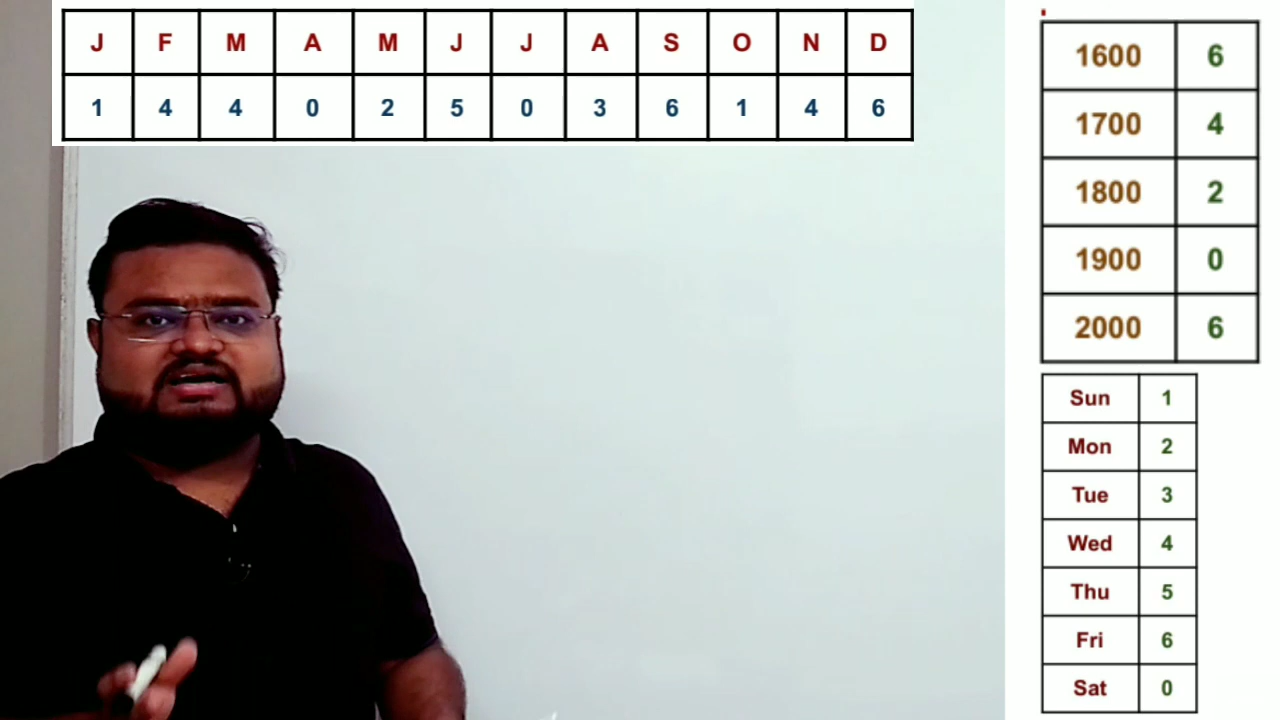 J F M A M J J A S O N D
1 4 4 0 2 5 0 3 6 1 4 6
1600 6
1700 4
1800 2
1900 0
2000 6
Sun 1
Mon 2
Tue 3
Wed 4
Thu 5
Fri 6
Sat 0